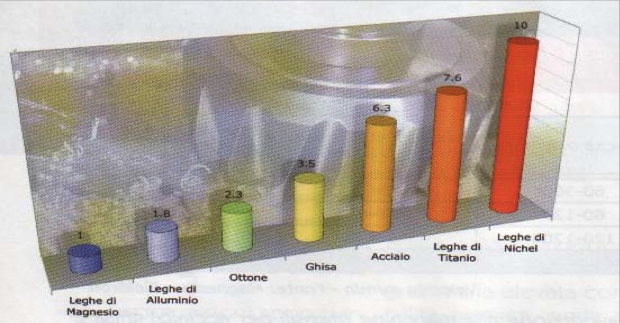 10
7.6
6.3
3.5
2.3
1.8
1
Leghe di
Magnesio
Leghe di
Alluminio
Ottone
Ghisa
Acciaio
Leghe di
Titanio
Leghe di
Nichel